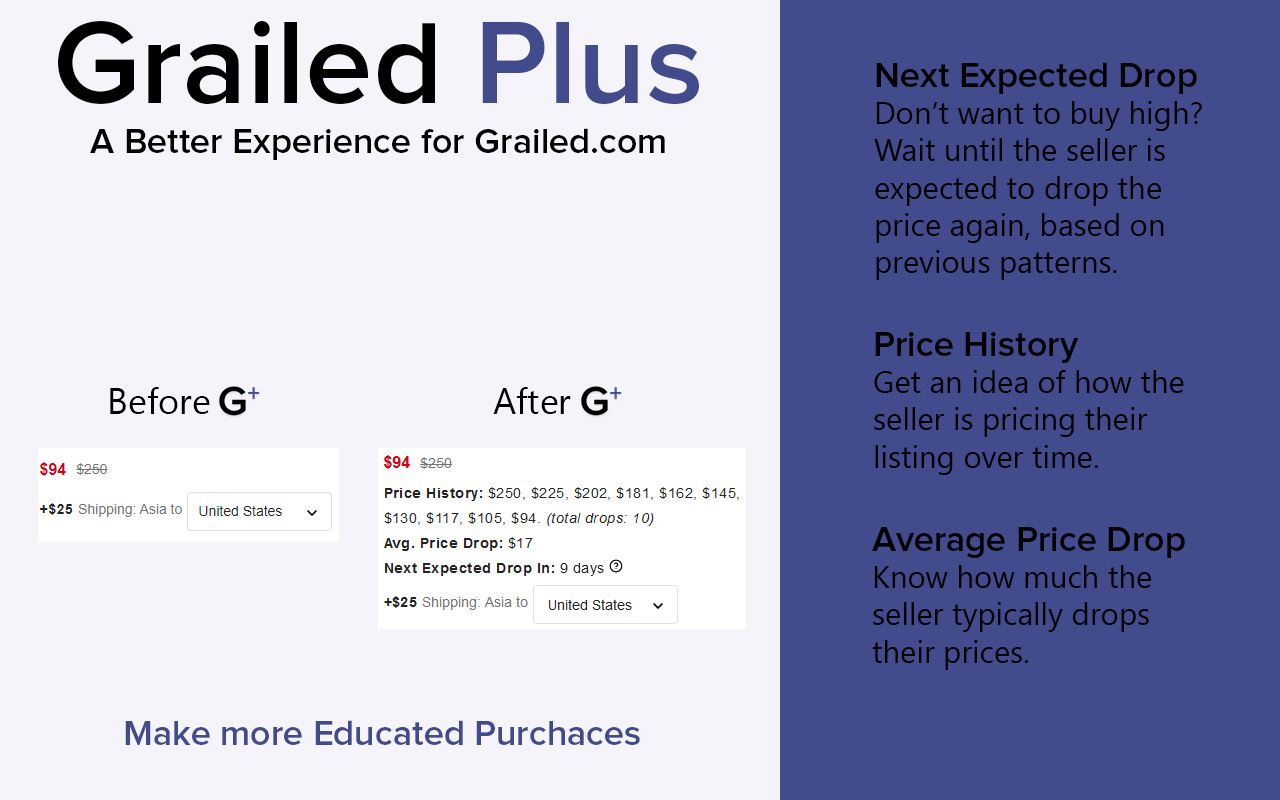 Grailed Plus
A Better Experience for Grailed.com
Before G+
$94 $250
+$25 Shipping: Asia to United States
After G+
$94 $250
Price History: $250, $225, $202, $181, $162, $145,
$130, $117, $105, $94. (total drops: 10)
Avg. Price Drop: $17
Next Expected Drop In: 9 days ?
+$25 Shipping: Asia to United States
Make more Educated Purchaces
Next Expected Drop
Don’t want to buy high?
Wait until the seller is
expected to drop the
price again, based on
previous patterns.
Price History
Get an idea of how the
seller is pricing their
listing over time.
Average Price Drop
Know how much the
seller typically drops
their prices.